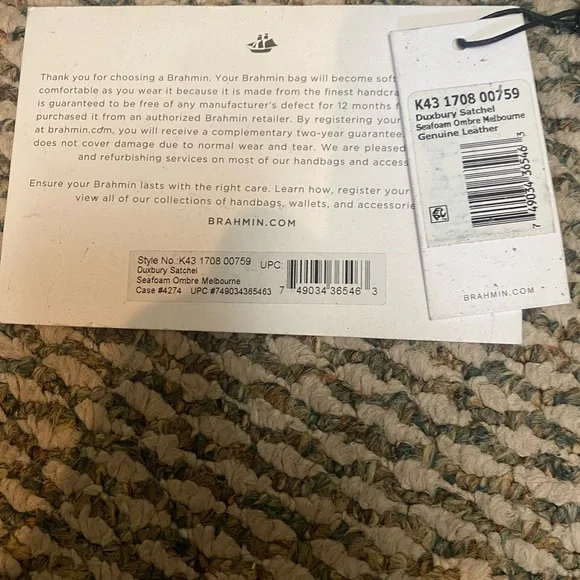 Thank you for choosing a Brahmin. Your Brahmin bag will become soft
comfortable as you wear it because it is made from the finest handcra
is guaranteed to be free of any manufacturer's defect for 12 months f
purchased it from an authorized Brahmin retailer. By registering your
at brahmin.com, you will receive a complementary two-year guarantee
does not cover damage due to normal wear and tear. We are pleased
and refurbishing services on most of our handbags and access
Ensure your Brahmin lasts with the right care. Learn how, register your
view all of our collections of handbags, wallets, and accessorie
BRAHMIN.COM
Style No.:K43 1708 00759
Duxbury Satchel
Seafoam Ombre Melbourne
Case #4274 UPC #749034365463
UPC:
7 49034 36546 3
K43 1708 00759
Duxbury Satchel
Seafoam Ombre Melbourne
Genuine Leather
7 49034 36546 3
BRAHMIN.COM